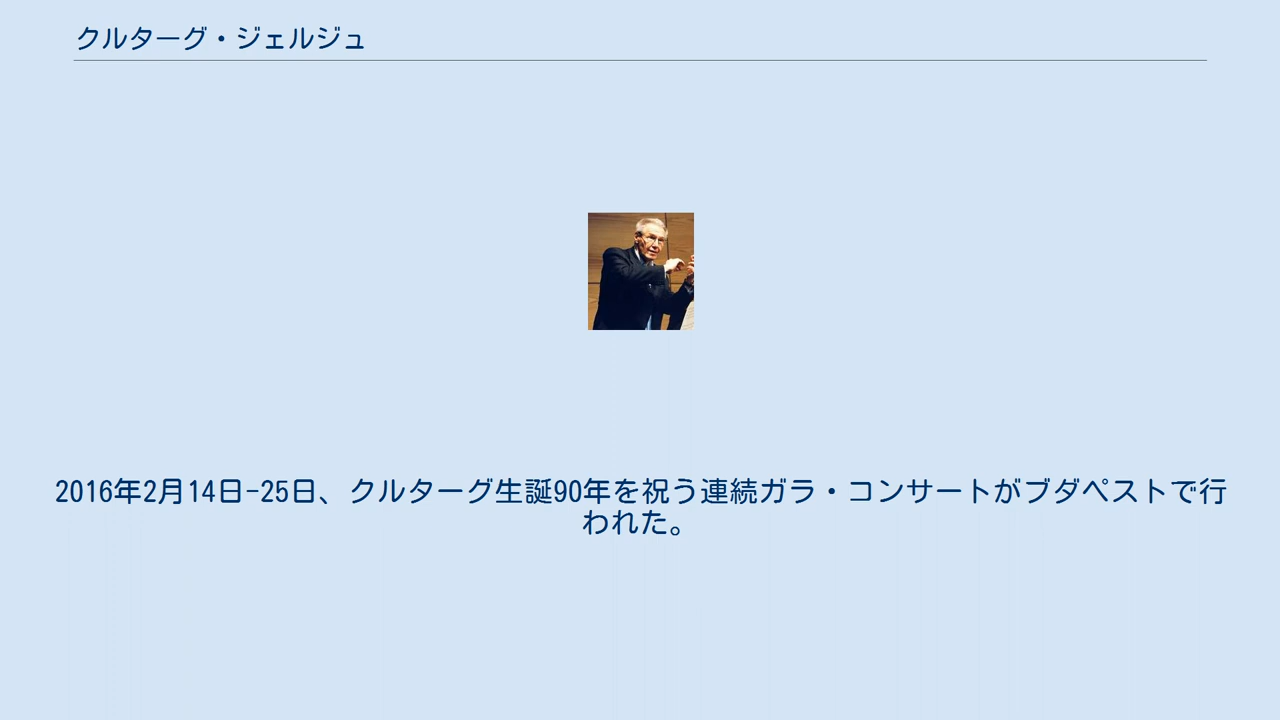 クルターグ・ジェルジュ
2016年2月14日-25日、クルターグ生誕90年を祝う連続ガラ・コンサートがブダペストで行
われた。